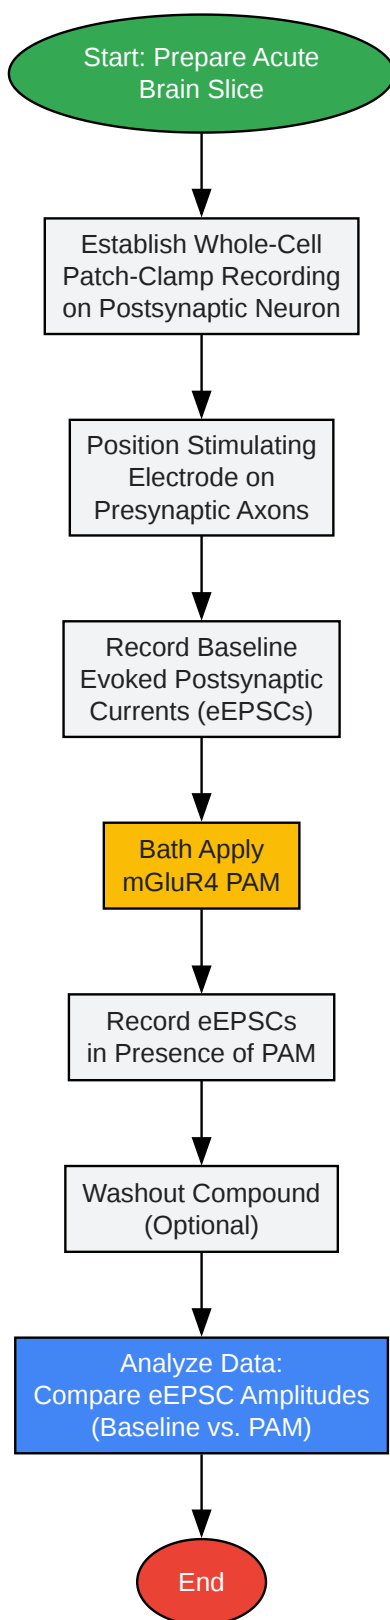 Start: Prepare Acute
Brain Slice
Establish Whole-Cell
Patch-Clamp Recording
on Postsynaptic Neuron
Position Stimulating
Electrode on
Presynaptic Axons
Record Baseline
Evoked Postsynaptic
Currents (eEPSCs)
Bath Apply
mGluR4 PAM
Record eEPSCs
in Presence of PAM
Washout Compound
(Optional)
Analyze Data:
Compare eEPSC Amplitudes
(Baseline vs. PAM)
End